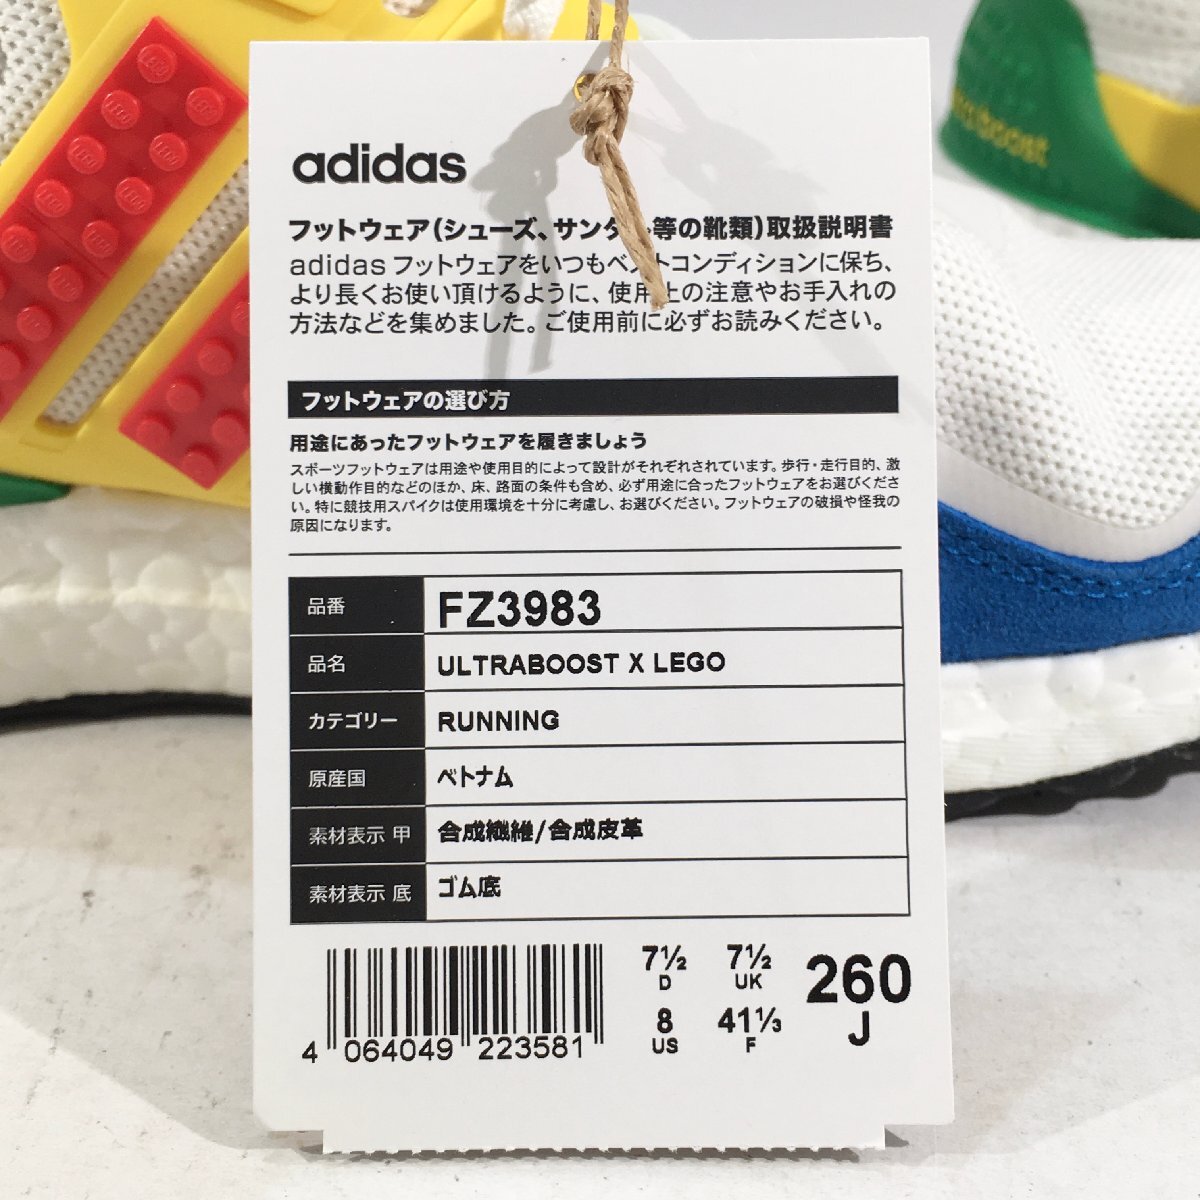 adidas
フットウェア(シューズ、サンダル等の靴類)取扱説明書
adidas フットウェアをいつもベストコンディションに保ち、
より長くお使い頂けるように、使用上の注意やお手入れの
方法などを集めました。ご使用前に必ずお読みください。
フットウェアの選び方
用途にあったフットウェアを履きましょう
スポーツフットウェアは用途や使用目的によって設計がそれぞれされています。歩行・走行目的、激
しい横動作目的などのほか、床、路面の条件も含め、必ず用途に合ったフットウェアをお選びくださ
い。特に競技用スパイクは使用環境を十分に考慮し、お選びください。フットウェアの破損や怪我の
原因になります。
品番 FZ3983
品名 ULTRABOOST X LEGO
カテゴリー RUNNING
原産国 ベトナム
素材表示 甲 合成繊維/合成皮革
素材表示 底 ゴム底
4 064049 223581
7½ D
7½ UK
8 US
41⅓ F
260 J